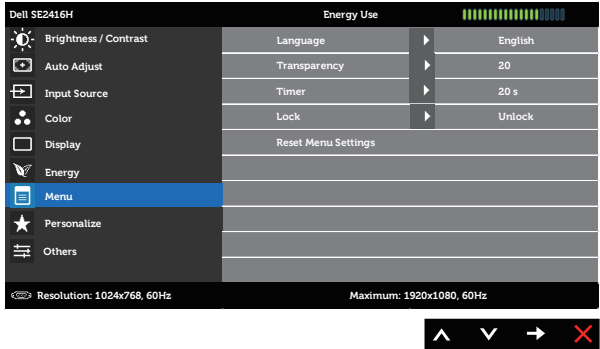 Dell SE2416H Energy Use
Brightness / Contrast
Auto Adjust
Input Source
Color
Display
Energy
Menu
Personalize
Others
Language English
Transparency 20
Timer 20 s
Lock Unlock
Reset Menu Settings
Resolution: 1024x768, 60Hz Maximum: 1920x1080, 60Hz